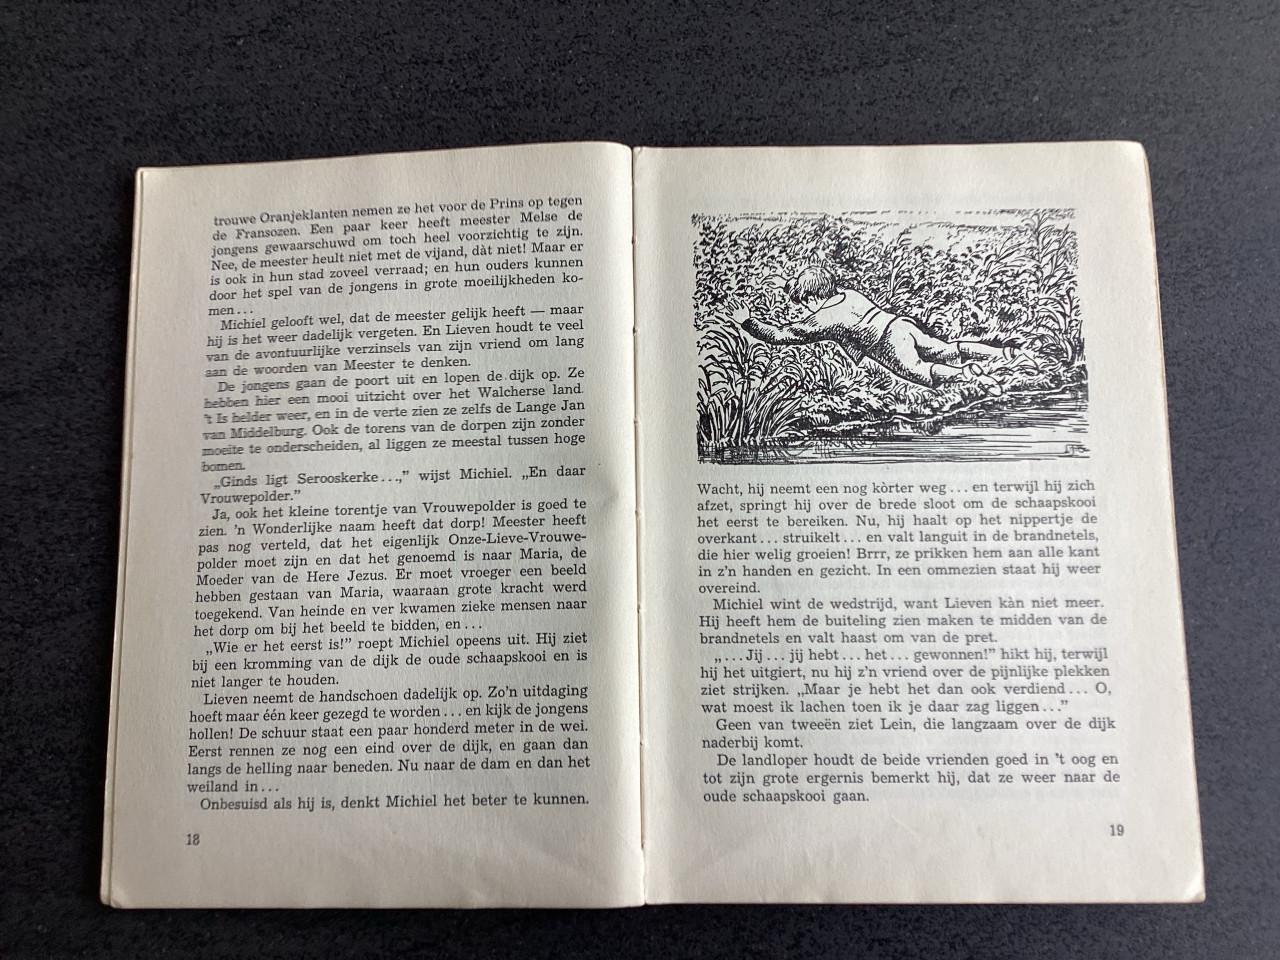 trouwe Oranjeklanten nemen ze het voor de Prins op tegen
de Fransozen. Een paar keer heeft meester Melse de
jongens gewaarschuwd om toch heel voorzichtig te zijn.
Nee, de meester heult niet met de vijand, dàt niet! Maar er
is ook in hun stad zoveel verraad; en hun ouders kunnen
door het spel van de jongens in grote moeilijkheden ko-
men...
Michiel gelooft wel, dat de meester gelijk heeft — maar
hij is het weer dadelijk vergeten. En Lieven houdt te veel
van de avontuurlijke verzinsels van zijn vriend om lang
aan de woorden van Meester te denken.
De jongens gaan de poort uit en lopen de dijk op. Ze
hebben hier een mooi uitzicht over het Walcherse land.
't Is helder weer, en in de verte zien ze zelfs de Lange Jan
van Middelburg. Ook de torens van de dorpen zijn zonder
moeite te onderscheiden, al liggen ze meestal tussen hoge
bomen.
„Ginds ligt Serooskerke...,” wijst Michiel. „En daar
Vrouwepolder.”
Ja, ook het kleine torentje van Vrouwepolder is goed te
zien. 'n Wonderlijke naam heeft dat dorp! Meester heeft
pas nog verteld, dat het eigenlijk Onze-Lieve-Vrouwe-
polder moet zijn en dat het genoemd is naar Maria, de
Moeder van de Here Jezus. Er moet vroeger een beeld
hebben gestaan van Maria, waaraan grote kracht werd
toegekend. Van heinde en ver kwamen zieke mensen naar
het dorp om bij het beeld te bidden, en...
„Wie er het eerst is!” roept Michiel opeens uit. Hij ziet
bij een kromming van de dijk de oude schaapskooi en is
niet langer te houden.
Lieven neemt de handschoen dadelijk op. Zo'n uitdaging
hoeft maar één keer gezegd te worden... en kijk de jongens
hollen! De schuur staat een paar honderd meter in de wei.
Eerst rennen ze nog een eind over de dijk, en gaan dan
langs de helling naar beneden. Nu naar de dam en dan het
weiland in...
Onbesuisd als hij is, denkt Michiel het beter te kunnen.
18
Wacht, hij neemt een nog kòrter weg... en terwijl hij zich
afzet, springt hij over de brede sloot om de schaapskooi
het eerst te bereiken. Nu, hij haalt op het nippertje de
overkant... struikelt... en valt languit in de brandnetels,
die hier welig groeien! Brrr, ze prikken hem aan alle kant
in z'n handen en gezicht. In een ommezien staat hij weer
overeind.
Michiel wint de wedstrijd, want Lieven kàn niet meer.
Hij heeft hem de buiteling zien maken te midden van de
brandnetels en valt haast om van de pret.
„...Jij... jij hebt... het... gewonnen!” hikt hij, terwijl
hij het uitgiert, nu hij z'n vriend over de pijnlijke plekken
ziet strijken. „Maar je hebt het dan ook verdiend... O,
wat moest ik lachen toen ik je daar zag liggen...”
Geen van tweeën ziet Lein, die langzaam over de dijk
naderbij komt.
De landloper houdt de beide vrienden goed in 't oog en
tot zijn grote ergernis bemerkt hij, dat ze weer naar de
oude schaapskooi gaan.
19